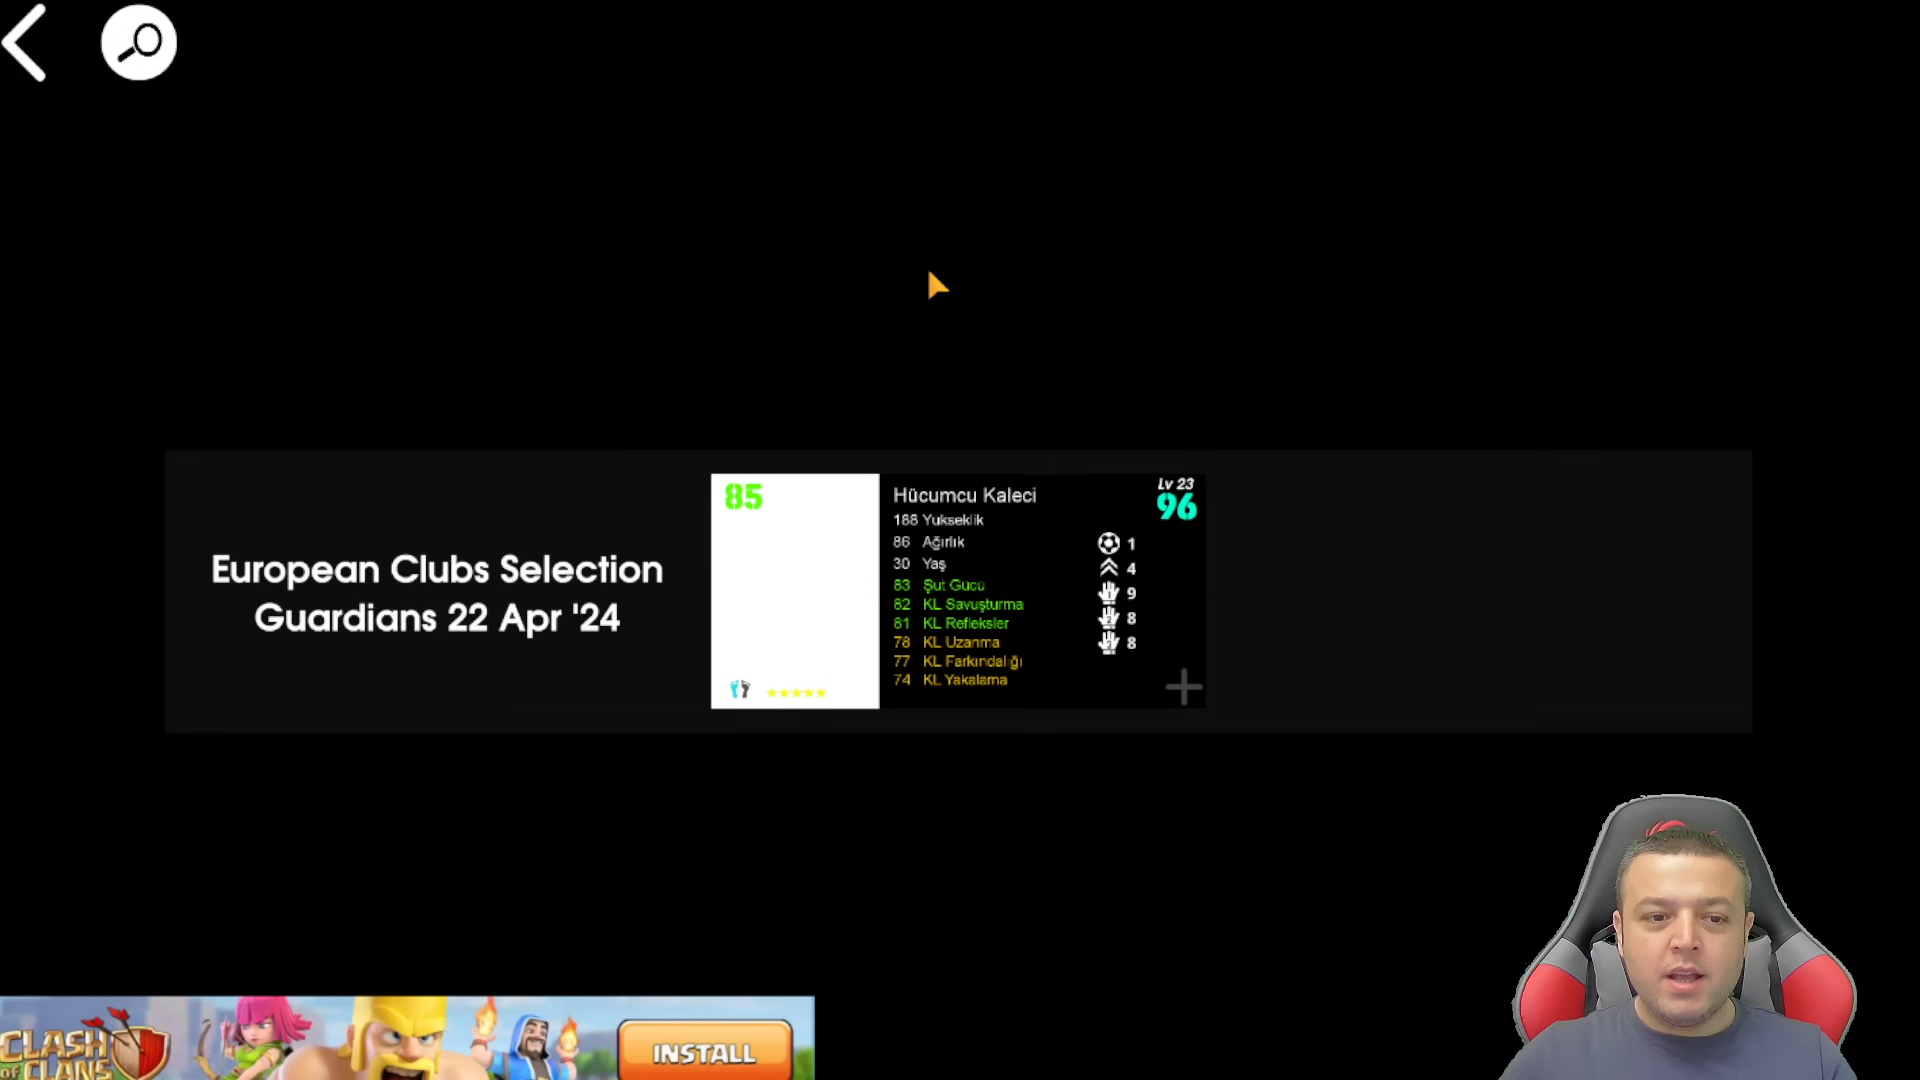 European Clubs Selection
Guardians 22 Apr '24
85
Hücumcu Kaleci
188 Yukseklik
86 Ağırlık
30 Yaş
83 Şut Gücü
82 KL Savuşturma
81 KL Refleksler
78 KL Uzanma
77 KL Farkındalığı
74 KL Yakalama
Lv 23
96
1
4
9
8
8
CLASH
OF CLANS
INSTALL